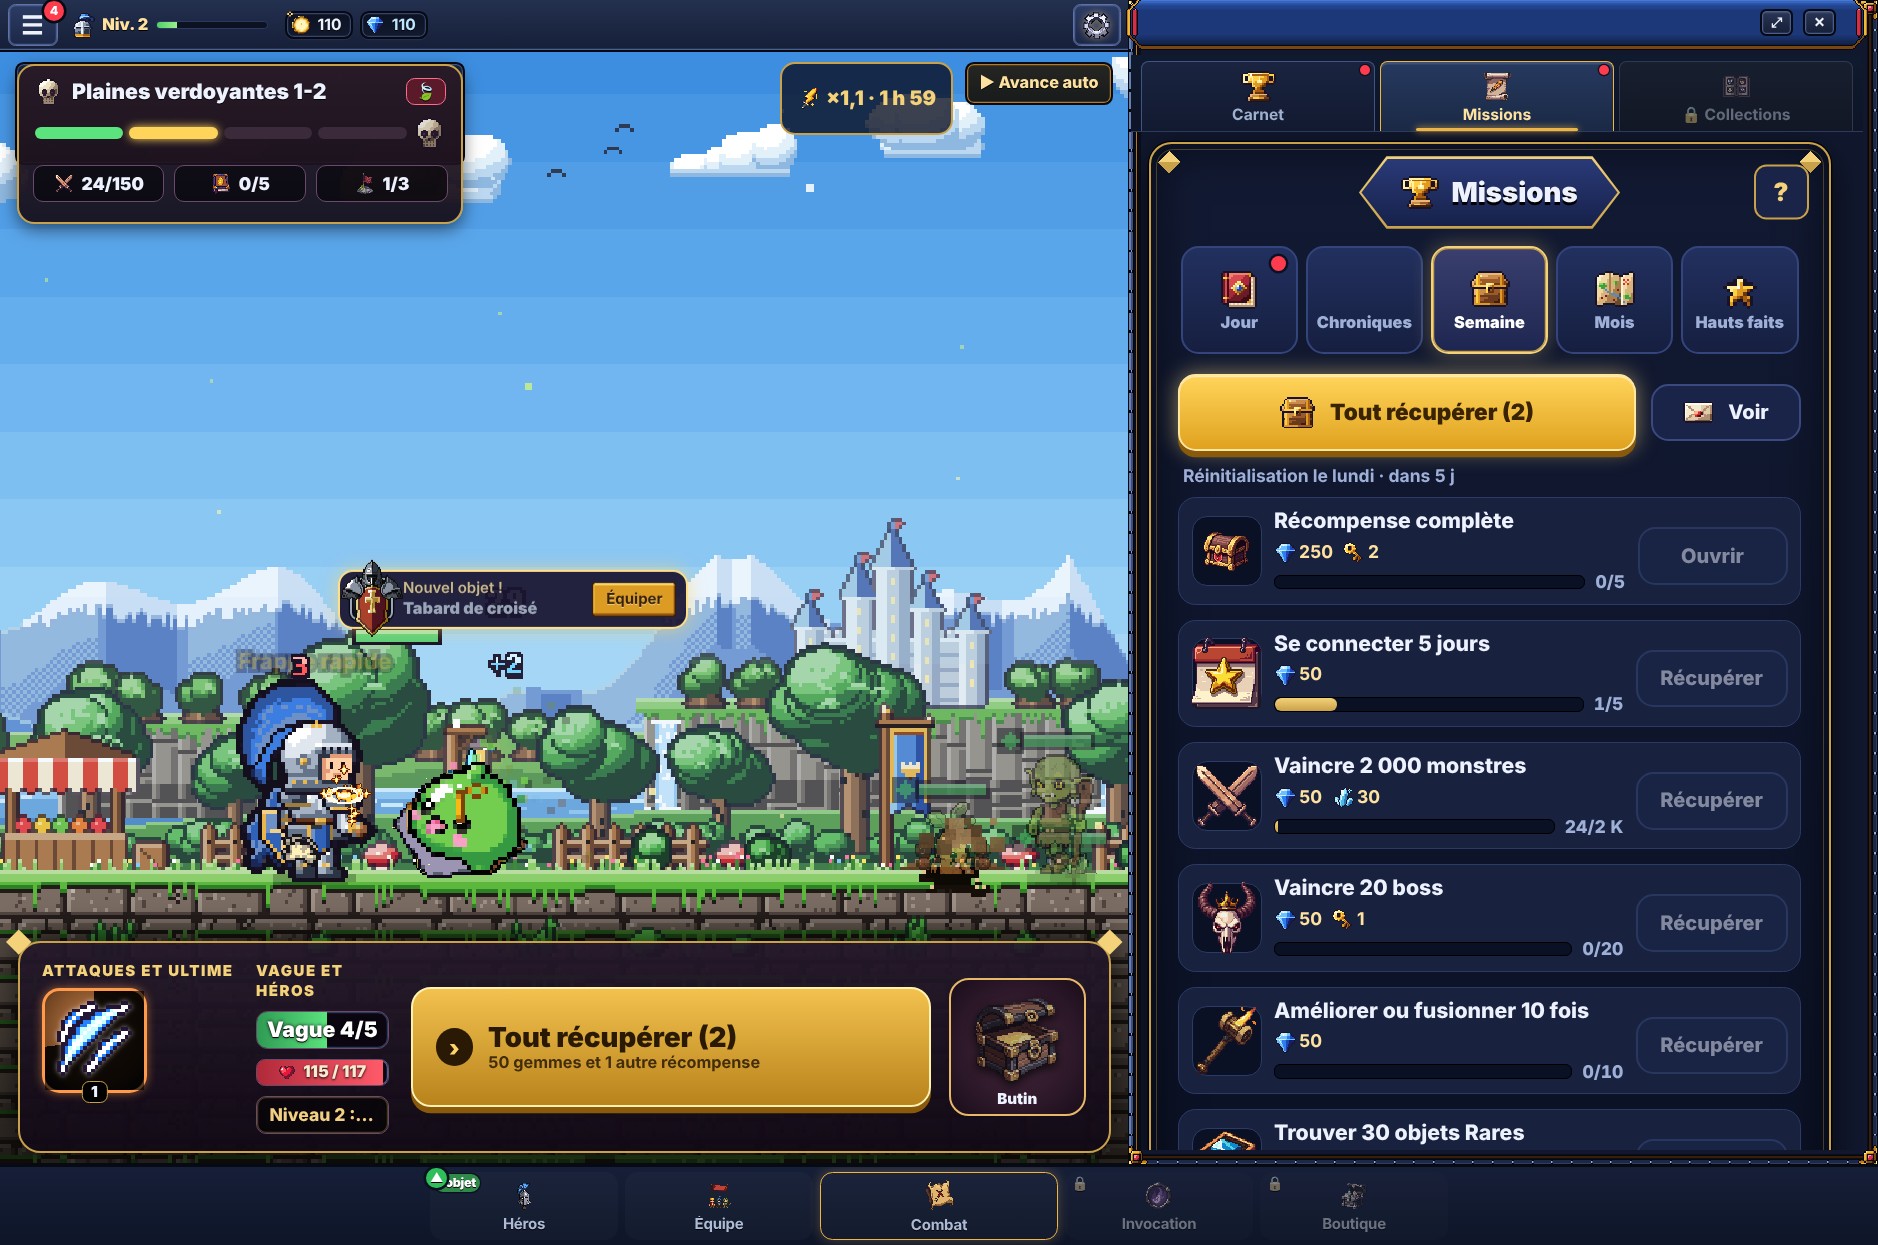 4
Niv. 2
110
110
Plaines verdoyantes 1-2
24/150
0/5
1/3
×1,1 · 1 h 59
Avance auto
Nouvel objet !
Tabard de croisé
Équiper
3
+2
ATTAQUES ET ULTIME
1
VAGUE ET
HÉROS
Vague 4/5
115 / 117
Niveau 2 :...
Tout récupérer (2)
50 gemmes et 1 autre récompense
Butin
objet
Héros
Équipe
Combat
Invocation
Boutique
Carnet
Missions
Collections
Missions
?
Jour
Chroniques
Semaine
Mois
Hauts faits
Tout récupérer (2)
Voir
Réinitialisation le lundi · dans 5 j
Récompense complète
250
2
0/5
Ouvrir
Se connecter 5 jours
50
1/5
Récupérer
Vaincre 2 000 monstres
50
30
24/2 K
Récupérer
Vaincre 20 boss
50
1
0/20
Récupérer
Améliorer ou fusionner 10 fois
50
0/10
Récupérer
Trouver 30 objets Rares